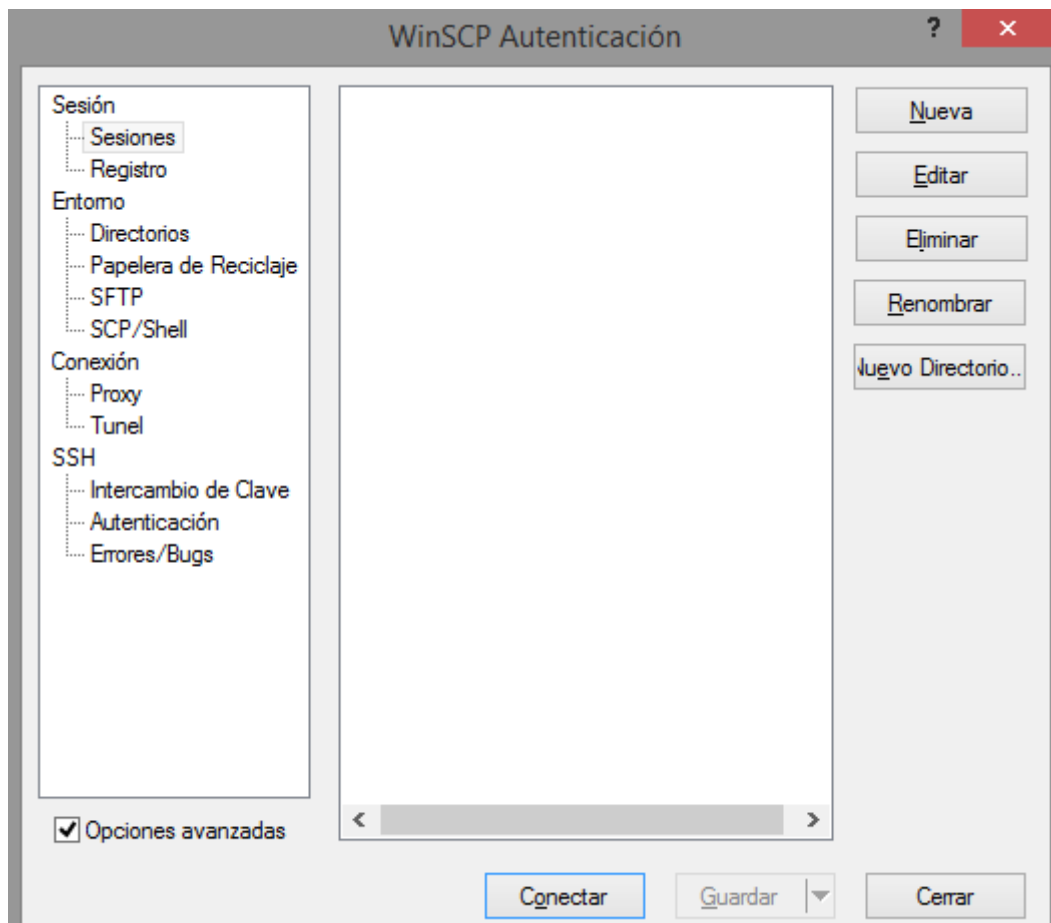 WinSCP Autenticación
?
Sesión
Sesiones
Registro
Entorno
Directorios
Papelera de Reciclaje
SFTP
SCP/Shell
Conexión
Proxy
Tunel
SSH
Intercambio de Clave
Autenticación
Errores/Bugs
Opciones avanzadas
Nueva
Editar
Eliminar
Renombrar
Nuevo Directorio..
Conectar
Guardar
Cerrar